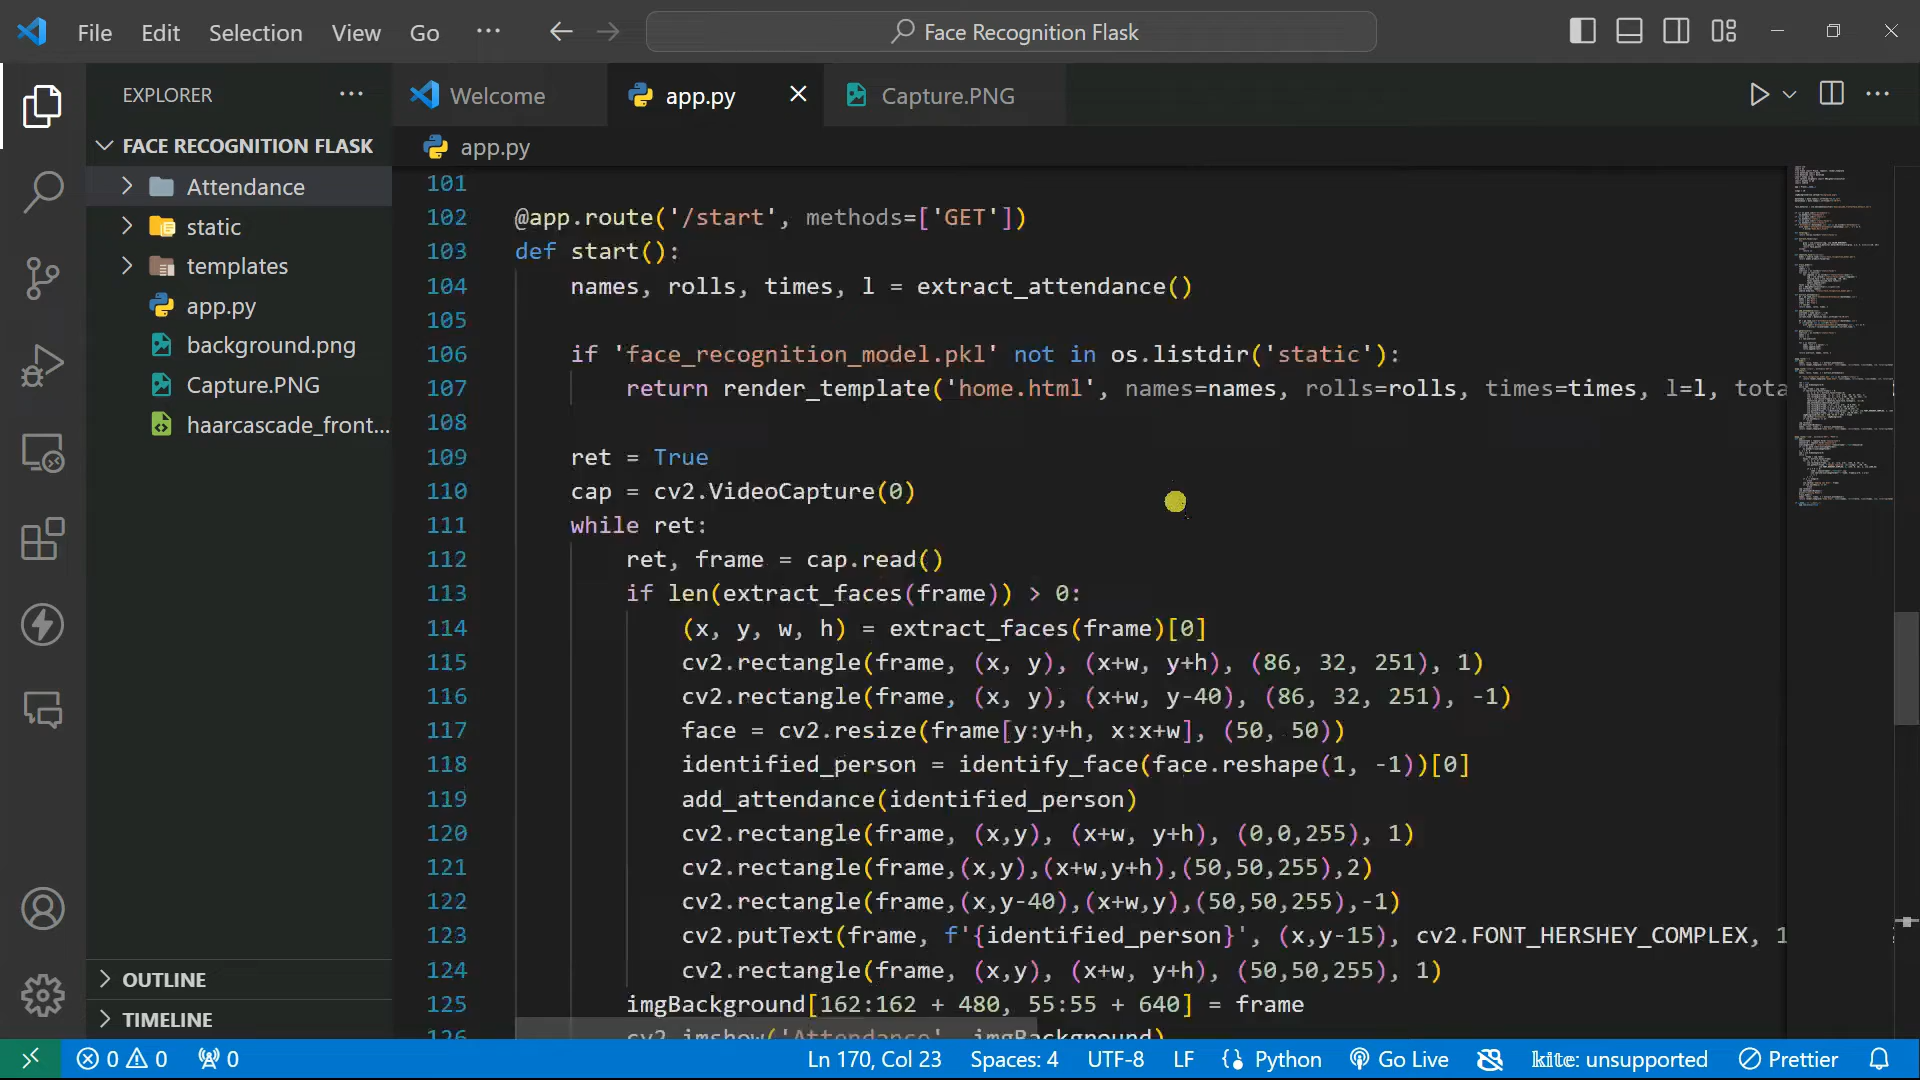 File Edit Selection View Go ··· Face Recognition Flask
EXPLORER ···
Welcome app.py Capture.PNG ···
FACE RECOGNITION FLASK
Attendance
static
templates
app.py
background.png
Capture.PNG
haarcascade_front...
OUTLINE
TIMELINE
app.py
101
102 @app.route('/start', methods=['GET'])
103 def start():
104 names, rolls, times, l = extract_attendance()
105
106 if 'face_recognition_model.pkl' not in os.listdir('static'):
107 return render_template('home.html', names=names, rolls=rolls, times=times, l=l, tota
108
109 ret = True
110 cap = cv2.VideoCapture(0)
111 while ret:
112 ret, frame = cap.read()
113 if len(extract_faces(frame)) > 0:
114 (x, y, w, h) = extract_faces(frame)[0]
115 cv2.rectangle(frame, (x, y), (x+w, y+h), (86, 32, 251), 1)
116 cv2.rectangle(frame, (x, y), (x+w, y-40), (86, 32, 251), -1)
117 face = cv2.resize(frame[y:y+h, x:x+w], (50, 50))
118 identified_person = identify_face(face.reshape(1, -1))[0]
119 add_attendance(identified_person)
120 cv2.rectangle(frame, (x,y), (x+w, y+h), (0,0,255), 1)
121 cv2.rectangle(frame,(x,y),(x+w,y+h),(50,50,255),2)
122 cv2.rectangle(frame,(x,y-40),(x+w,y),(50,50,255),-1)
123 cv2.putText(frame, f'{identified_person}', (x,y-15), cv2.FONT_HERSHEY_COMPLEX, 1
124 cv2.rectangle(frame, (x,y), (x+w, y+h), (50,50,255), 1)
125 imgBackground[162:162 + 480, 55:55 + 640] = frame
126 cv2.imshow('Attendance', imgBackground)
0 0 0 Ln 170, Col 23 Spaces: 4 UTF-8 LF Python Go Live kite: unsupported Prettier